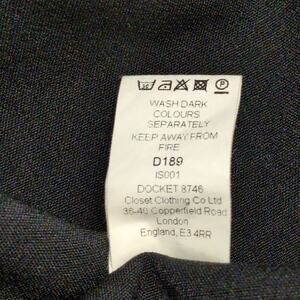 WASH DARK
COLOURS
SEPARATELY
KEEP AWAY FROM
FIRE
D189
IS001
DOCKET 8746
Closet Clothing Co Ltd
36-40 Copperfield Road
London
England, E3 4RR